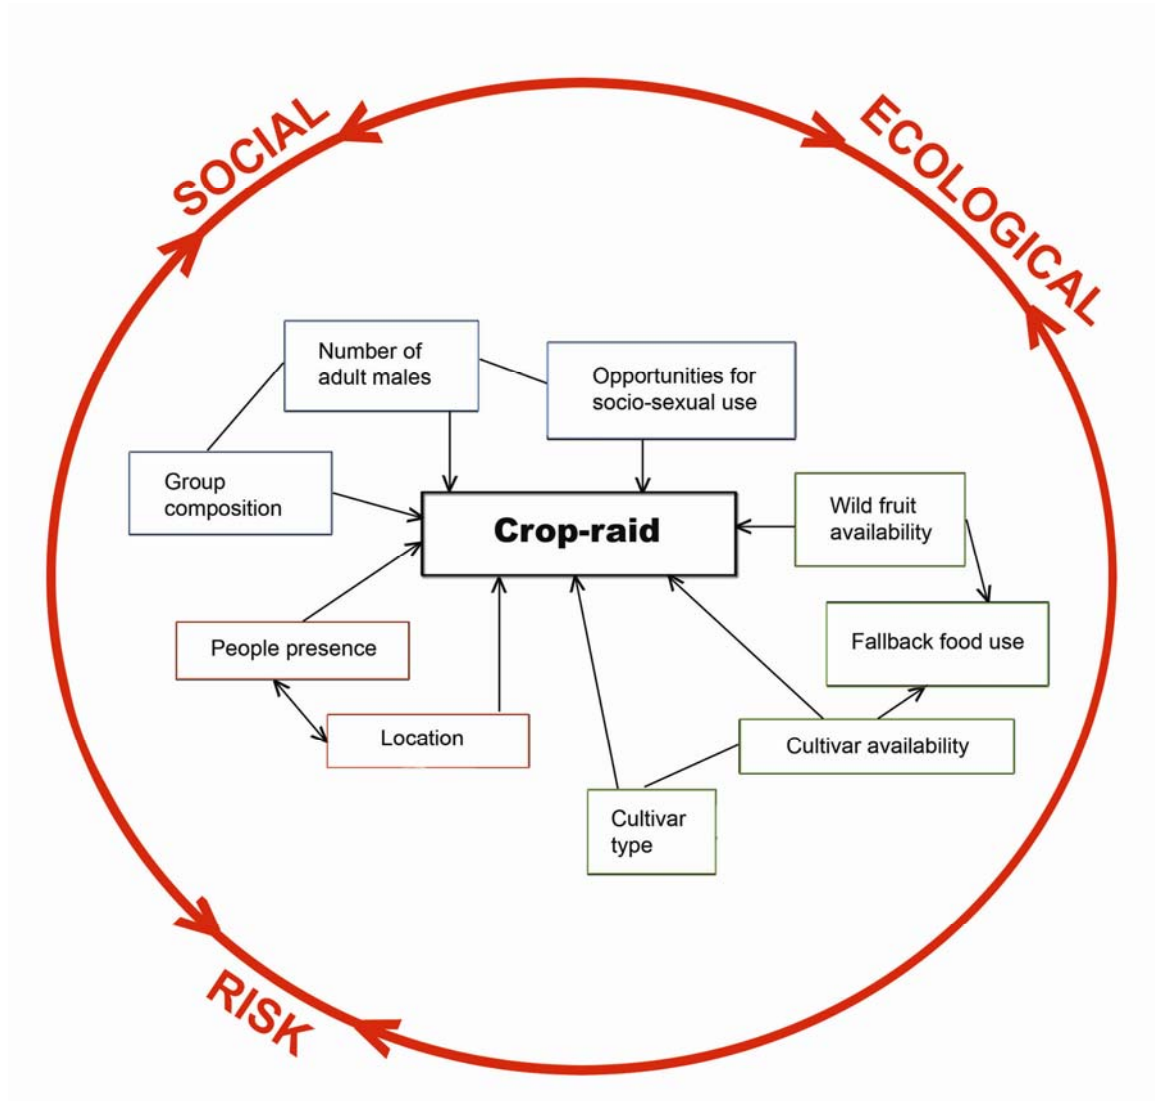 SOCIAL
ECOLOGICAL
Number of
adult males
Opportunities for
socio-sexual use
Group
composition
Wild fruit
availability
Crop-raid
Fallback food use
People presence
Location
Cultivar availability
Cultivar
type
RISK